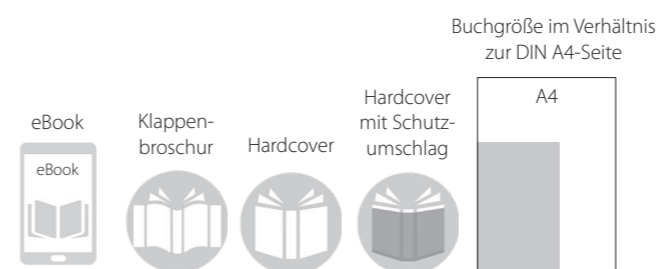 Buchgröße im Verhältnis
zur DIN A4-Seite
eBook
Klappen-
broschur
Hardcover
Hardcover
mit Schutz-
umschlag
A4
eBook